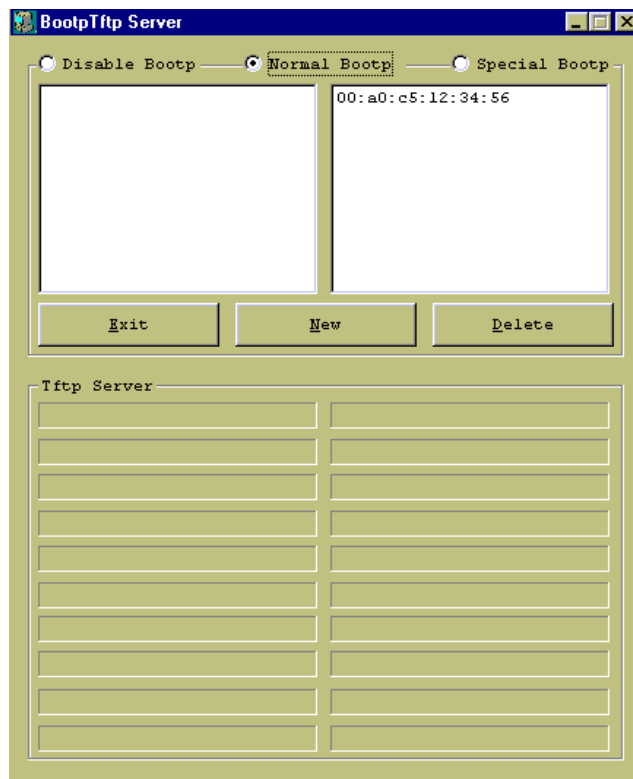 BootpTftp Server
Disable Bootp Normal Bootp Special Bootp
00:a0:c5:12:34:56
Exit New Delete
Tftp Server